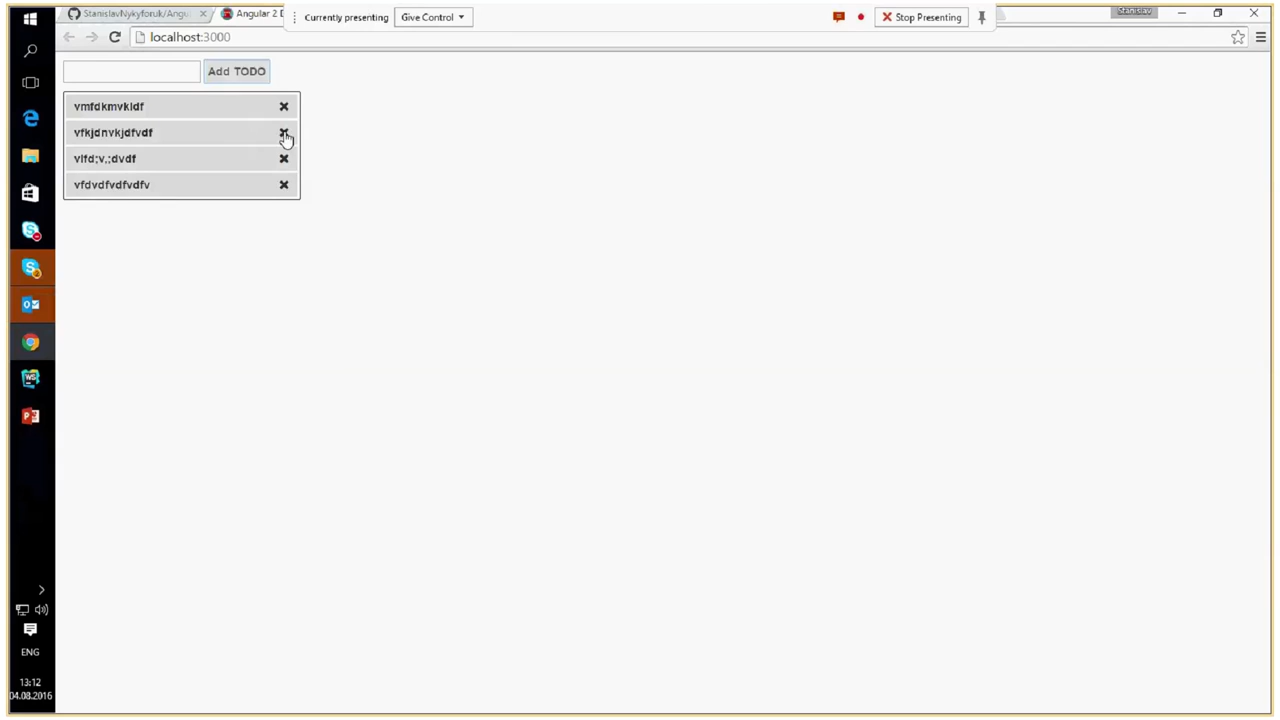 StanislavNykyforuk/Angu
Angular 2 D
Currently presenting
Give Control
Stop Presenting
Stanislav
localhost:3000
Add TODO
vmfdkmvkldf
vfkjdnvkjdfvdf
vlfd;v,;dvdf
vfdvdfvdfvdfv
ENG
13:12
04.08.2016